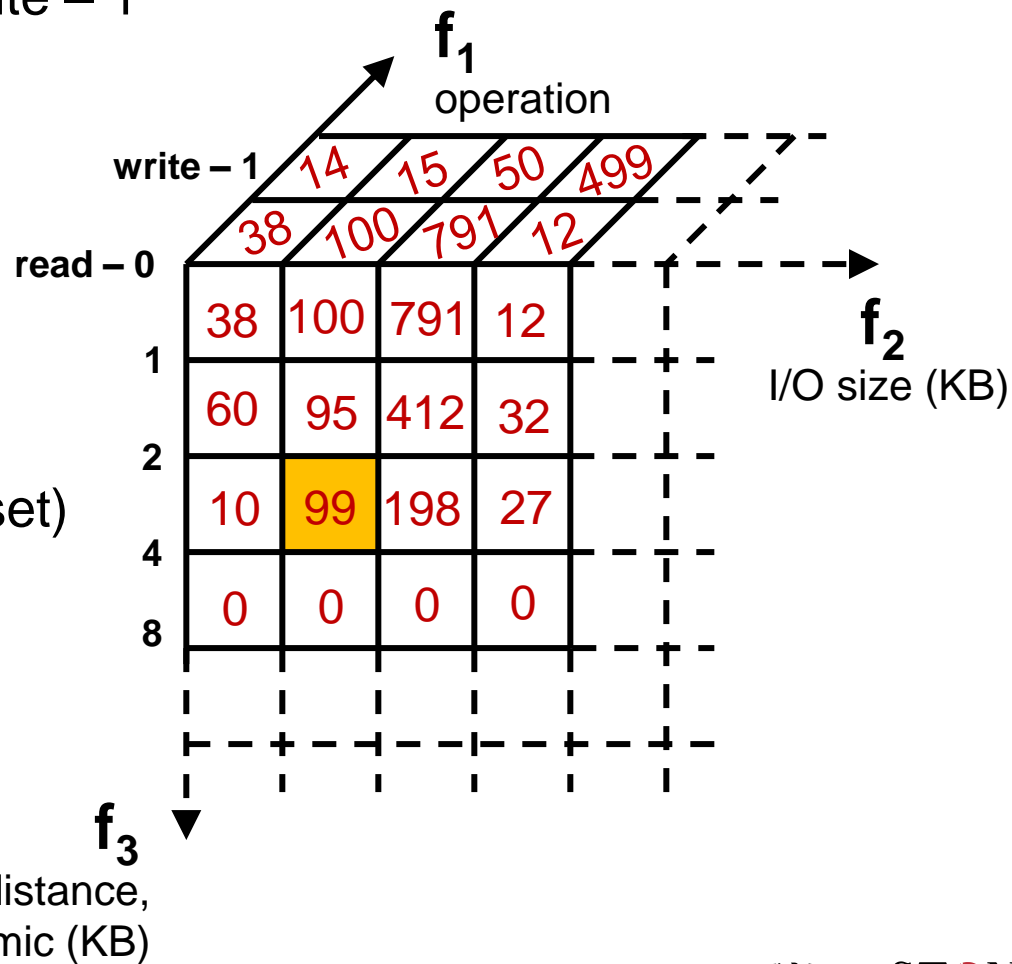 f1
operation
write – 1
14 15 50 499
38 100 791 12
read – 0
38 100 791 12
f2
I/O size (KB)
1
60 95 412 32
2
10 99 198 27
set)
4
0 0 0 0
8
f3
distance,
mic (KB)